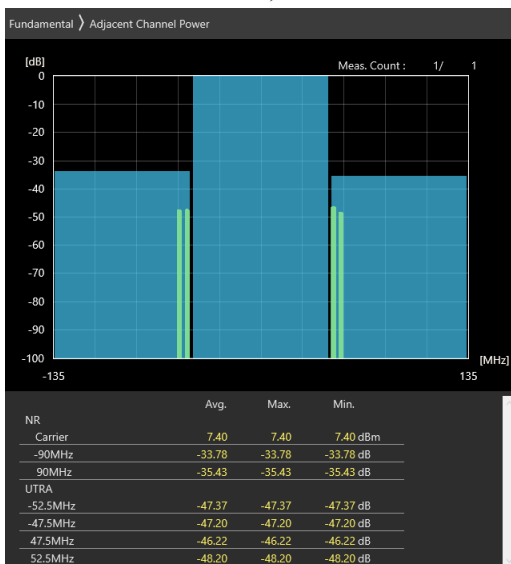 Fundamental 〉 Adjacent Channel Power
[dB]
Meas. Count : 1/ 1
0
-10
-20
-30
-40
-50
-60
-70
-80
-90
-100
[MHz]
-135 135
Avg. Max. Min.
NR
Carrier 7.40 7.40 7.40 dBm
-90MHz -33.78 -33.78 -33.78 dB
90MHz -35.43 -35.43 -35.43 dB
UTRA
-52.5MHz -47.37 -47.37 -47.37 dB
-47.5MHz -47.20 -47.20 -47.20 dB
47.5MHz -46.22 -46.22 -46.22 dB
52.5MHz -48.20 -48.20 -48.20 dB